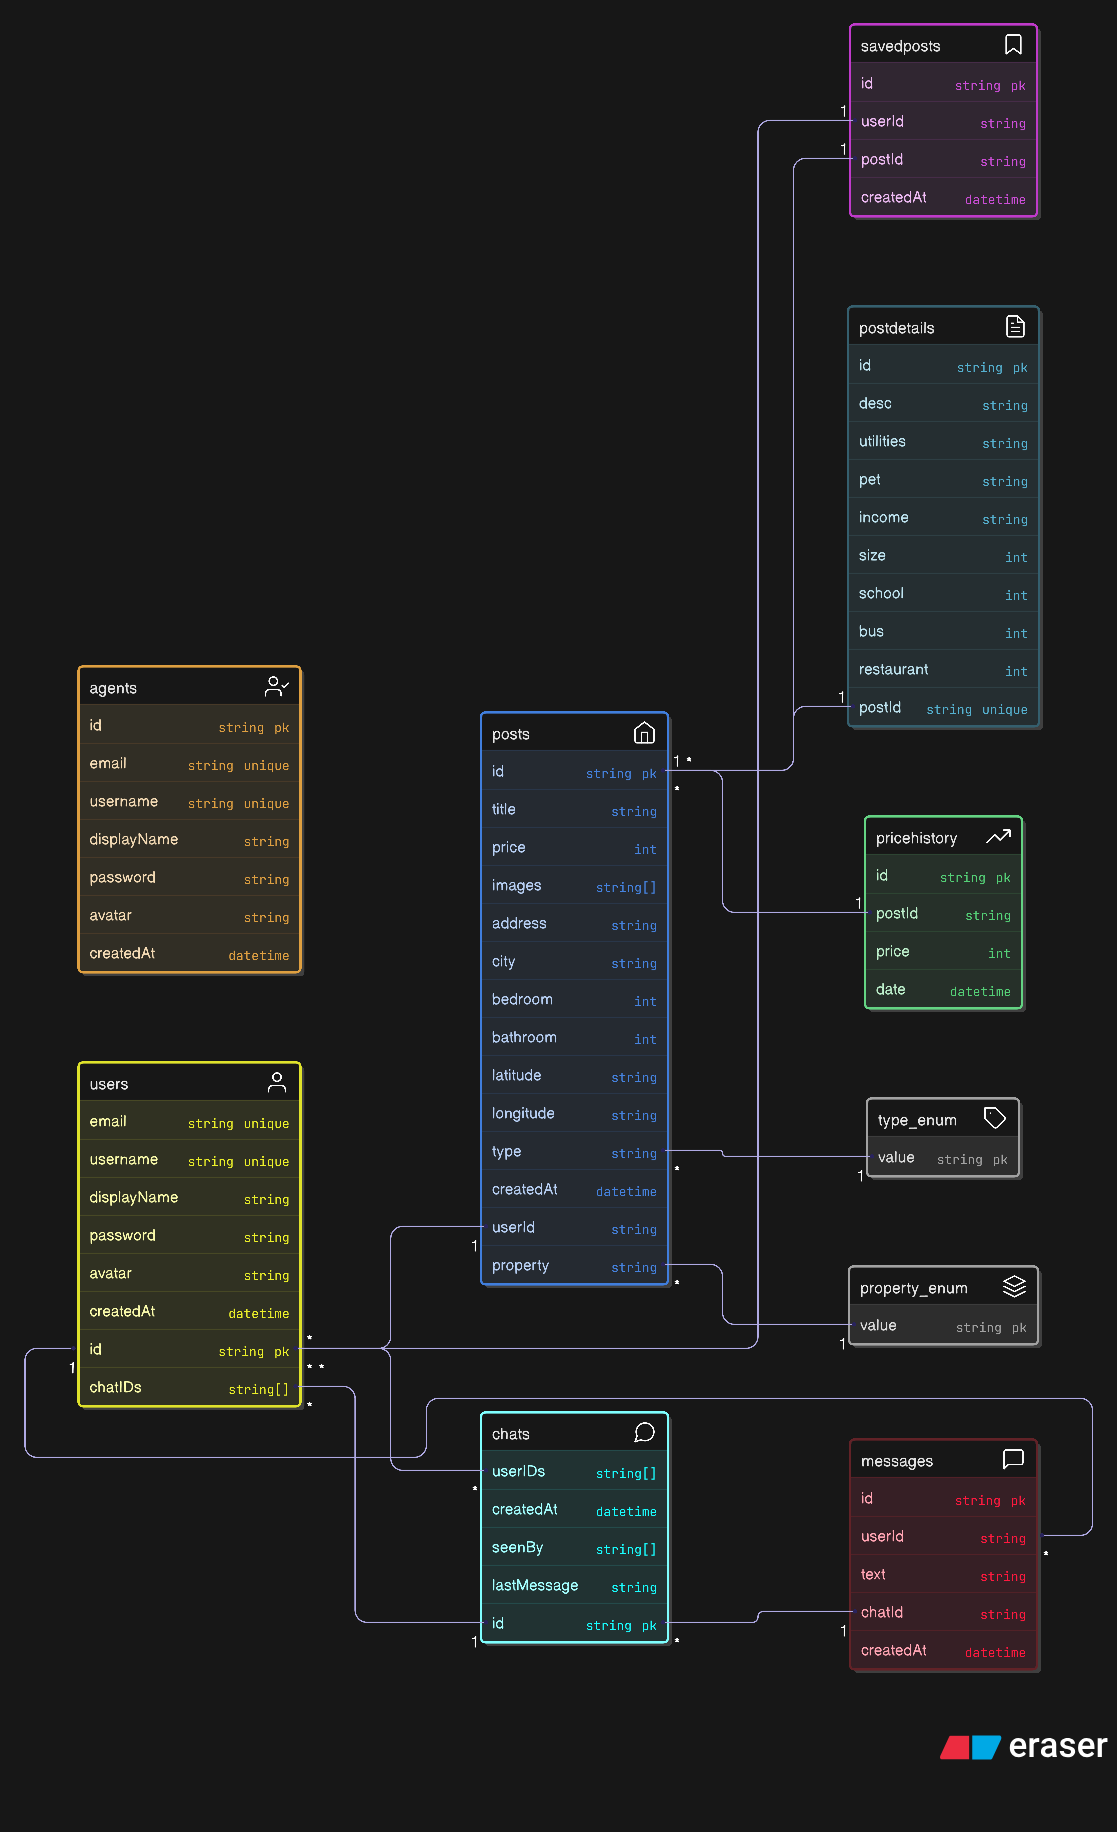 savedposts
id string pk
1
userId string
1
postId string
createdAt datetime
postdetails
id string pk
desc string
utilities string
pet string
income string
size int
school int
bus int
restaurant int
1
postId string unique
agents
id string pk
email string unique
username string unique
displayName string
password string
avatar string
createdAt datetime
posts
1 *
id string pk
*
title string
price int
images string[]
address string
city string
bedroom int
bathroom int
latitude string
longitude string
type string
*
createdAt datetime
userId string
1
property string
*
pricehistory
id string pk
1
postId string
price int
date datetime
type_enum
value string pk
1
property_enum
value string pk
1
users
email string unique
username string unique
displayName string
password string
avatar string
createdAt datetime
*
id string pk
1
* *
chatIDs string[]
*
chats
userIDs string[]
*
createdAt datetime
seenBy string[]
lastMessage string
id string pk
1
*
messages
id string pk
userId string
*
text string
chatId string
1
createdAt datetime
eraser